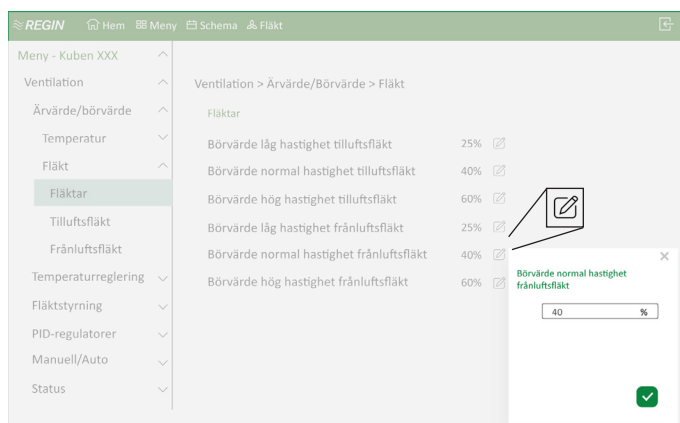 REGIN Hem Meny Schema Fläkt
Meny - Kuben XXX
Ventilation
Ärvärde/börvärde
Temperatur
Fläkt
Fläktar
Tilluftsfläkt
Frånluftsfläkt
Temperaturreglering
Fläktstyrning
PID-regulatorer
Manuell/Auto
Status
Ventilation > Ärvärde/Börvärde > Fläkt
Fläktar
Börvärde låg hastighet tilluftsfläkt 25%
Börvärde normal hastighet tilluftsfläkt 40%
Börvärde hög hastighet tilluftsfläkt 60%
Börvärde låg hastighet frånluftsfläkt 25%
Börvärde normal hastighet frånluftsfläkt 40%
Börvärde hög hastighet frånluftsfläkt 60%
Börvärde normal hastighet
frånluftsfläkt
40 %